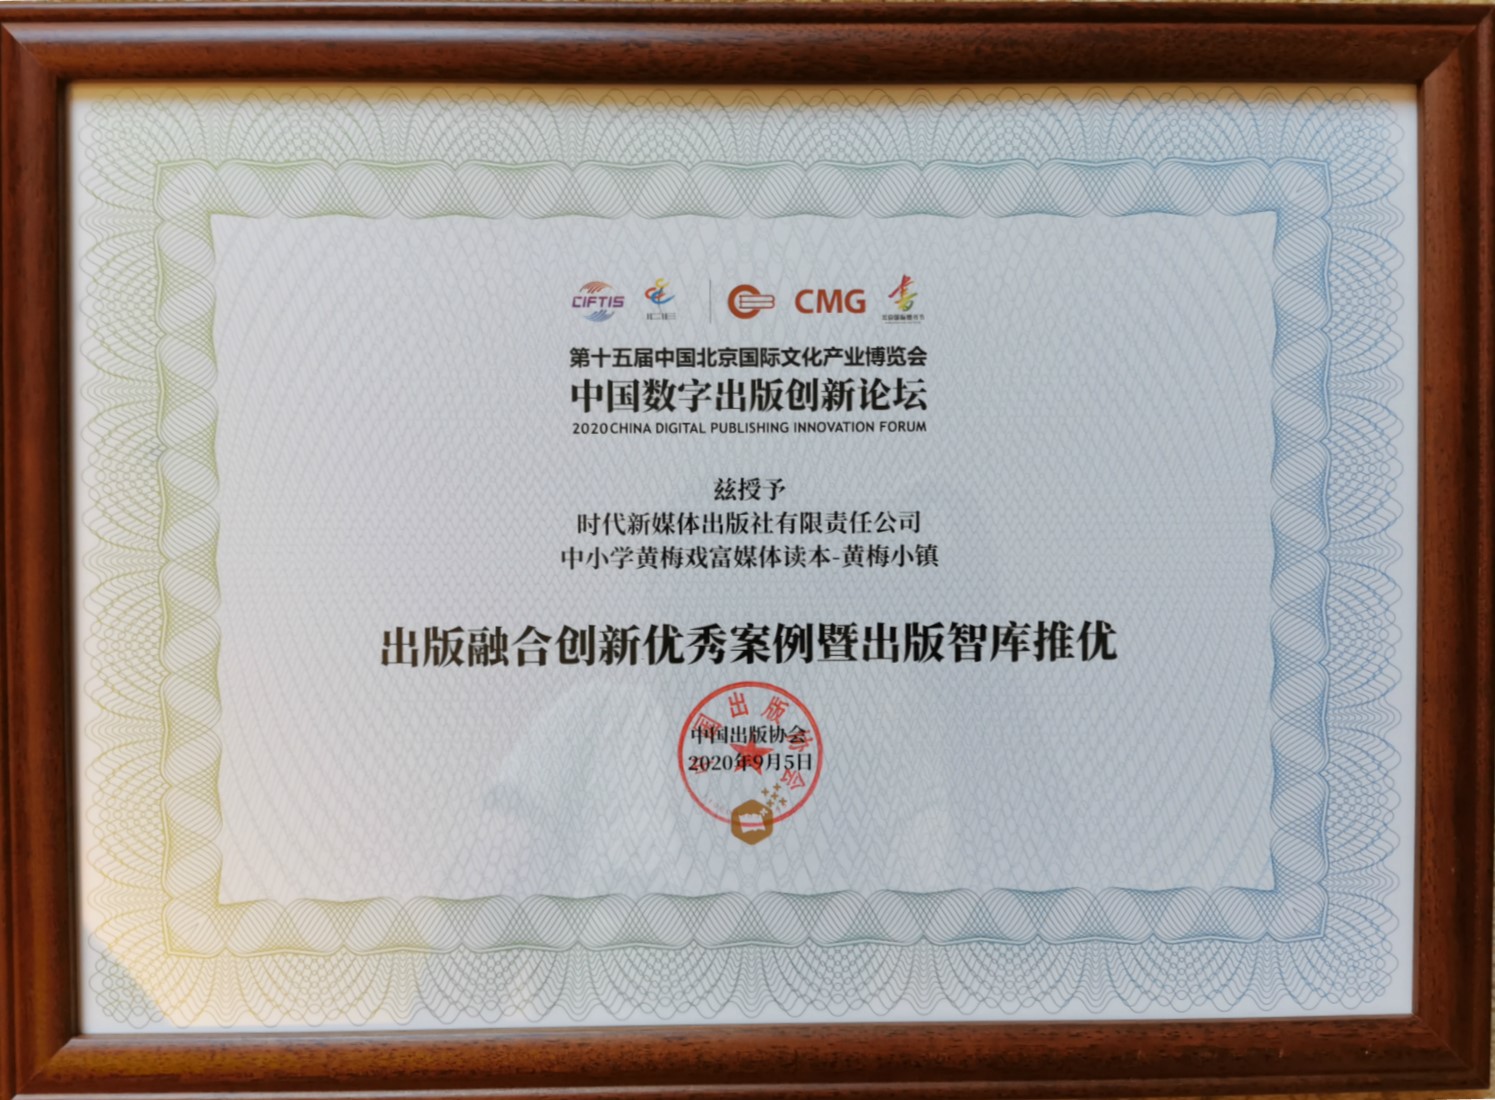 CIFTIS
CMG
第十五届中国北京国际文化产业博览会
中国数字出版创新论坛
2020 CHINA DIGITAL PUBLISHING INNOVATION FORUM
兹授予
时代新媒体出版社有限责任公司
中小学黄梅戏富媒体读本-黄梅小镇
出版融合创新优秀案例暨出版智库推优
国出版协会
中国出版协会
2020年9月5日